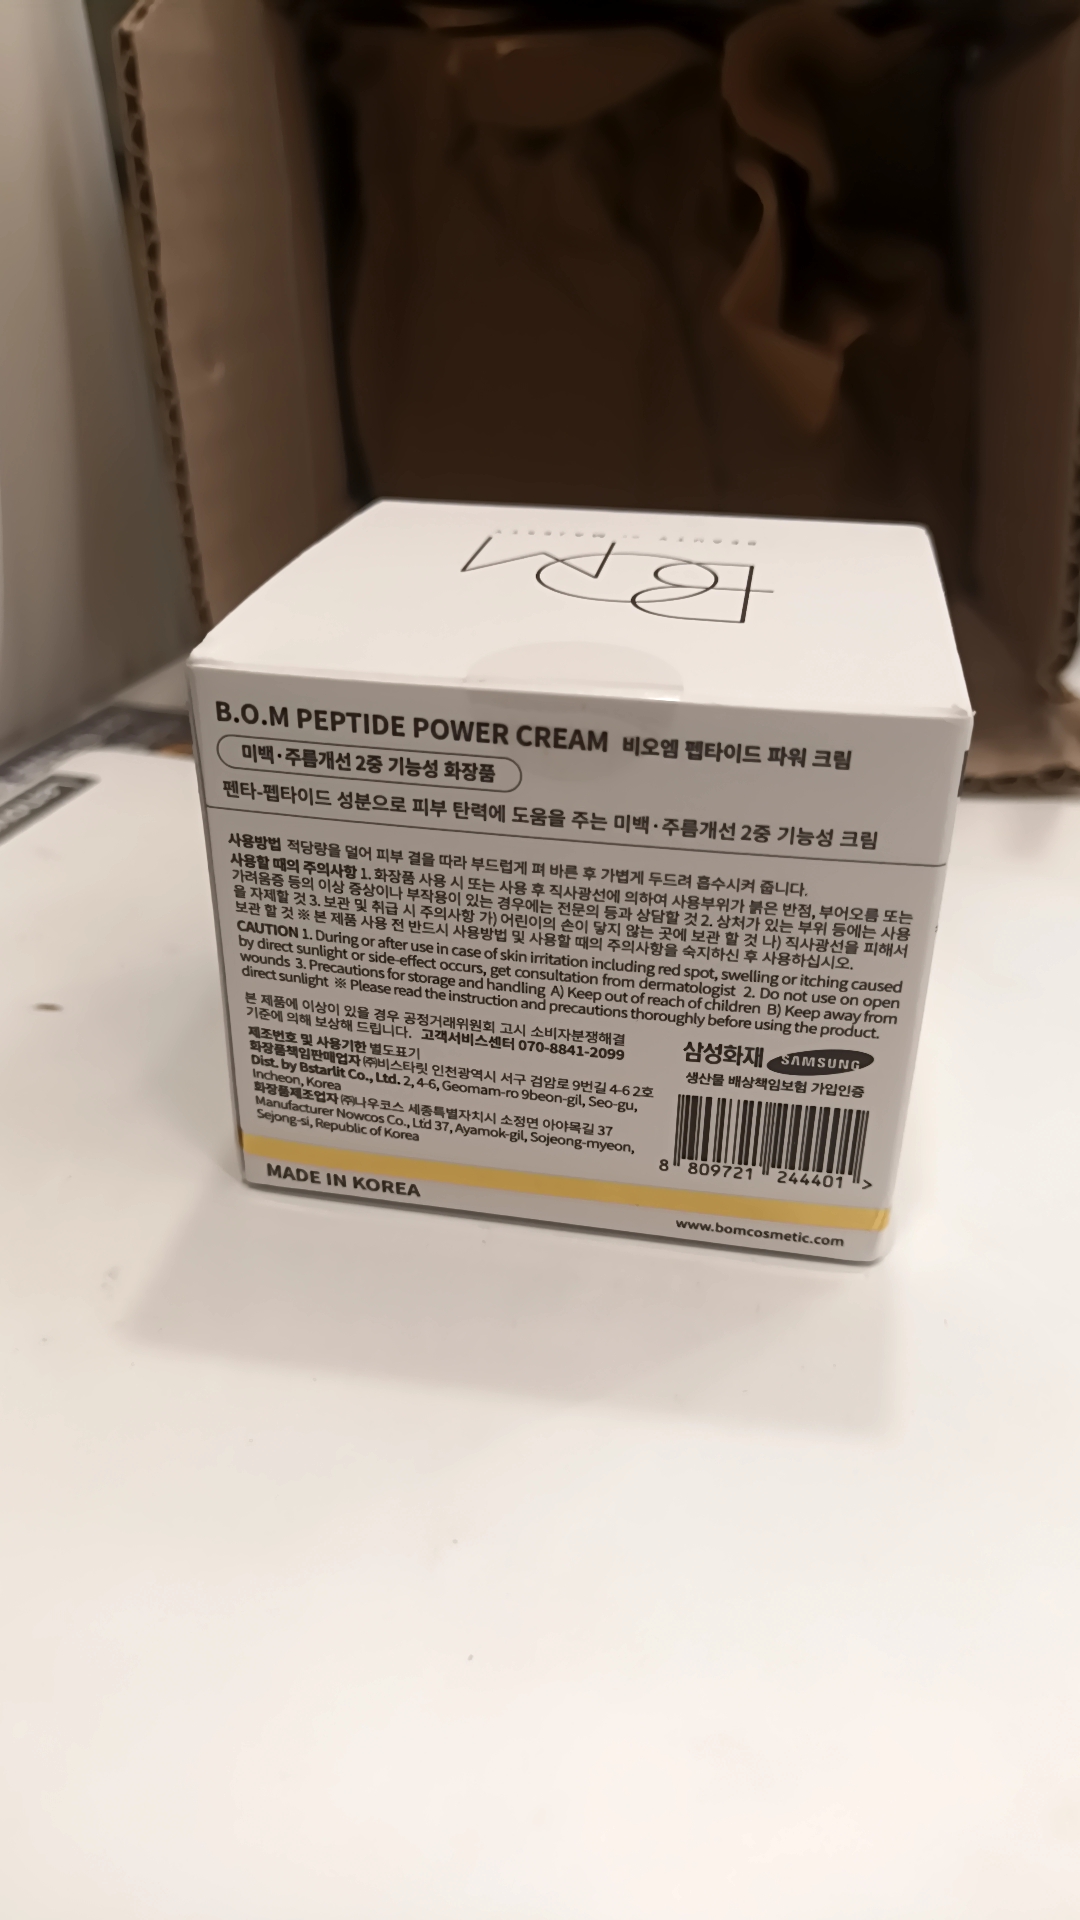 BOM
B.O.M PEPTIDE POWER CREAM 비오엠 펩타이드 파워 크림
미백·주름개선 2중 기능성 화장품
펜타-펩타이드 성분으로 피부 탄력에 도움을 주는 미백·주름개선 2중 기능성 크림
사용방법 적당량을 덜어 피부 결을 따라 부드럽게 펴 바른 후 가볍게 두드려 흡수시켜 줍니다.
사용할 때의 주의사항 1. 화장품 사용 시 또는 사용 후 직사광선에 의하여 사용부위가 붉은 반점, 부어오름 또는
가려움증 등의 이상 증상이나 부작용이 있는 경우에는 전문의 등과 상담할 것 2. 상처가 있는 부위 등에는 사용
을 자제할 것 3. 보관 및 취급 시 주의사항 가) 어린이의 손이 닿지 않는 곳에 보관 할 것 나) 직사광선을 피해서
보관 할 것 ※ 본 제품 사용 전 반드시 사용방법 및 사용할 때의 주의사항을 숙지하신 후 사용하십시오.
CAUTION 1. During or after use in case of skin irritation including red spot, swelling or itching caused
by direct sunlight or side-effect occurs, get consultation from dermatologist 2. Do not use on open
wounds 3. Precautions for storage and handling A) Keep out of reach of children B) Keep away from
direct sunlight ※ Please read the instruction and precautions thoroughly before using the product.
본 제품에 이상이 있을 경우 공정거래위원회 고시 소비자분쟁해결
기준에 의해 보상해 드립니다. 고객서비스센터 070-8841-2099
제조번호 및 사용기한 별도표기
화장품책임판매업자 ㈜비스타릿 인천광역시 서구 검암로 9번길 4-6 2호
Dist. by Bstarlit Co., Ltd. 2, 4-6, Geomam-ro 9beon-gil, Seo-gu,
Incheon, Korea
화장품제조업자 ㈜나우코스 세종특별자치시 소정면 아야목길 37
Manufacturer Nowcos Co., Ltd 37, Ayamok-gil, Sojeong-myeon,
Sejong-si, Republic of Korea
삼성화재 SAMSUNG
생산물 배상책임보험 가입인증
8 809721 244401 >
MADE IN KOREA
www.bomcosmetic.com